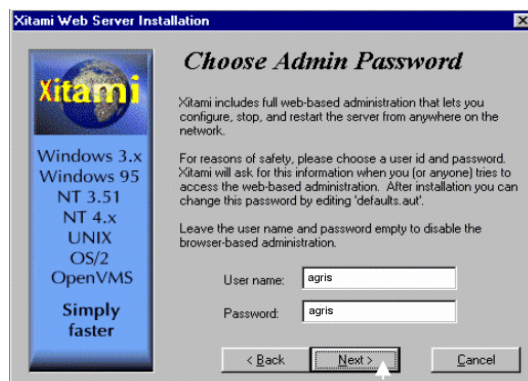 Xitami Web Server Installation
Xitami
Windows 3.x
Windows 95
NT 3.51
NT 4.x
UNIX
OS/2
OpenVMS
Simply
faster
Choose Admin Password
Xitami includes full web-based administration that lets you
configure, stop, and restart the server from anywhere on the
network.
For reasons of safety, please choose a user id and password.
Xitami will ask for this information when you (or anyone) tries to
access the web-based administration. After installation you can
change this password by editing 'defaults.aut'.
Leave the user name and password empty to disable the
browser-based administration.
User name: agris
Password: agris
< Back Next > Cancel